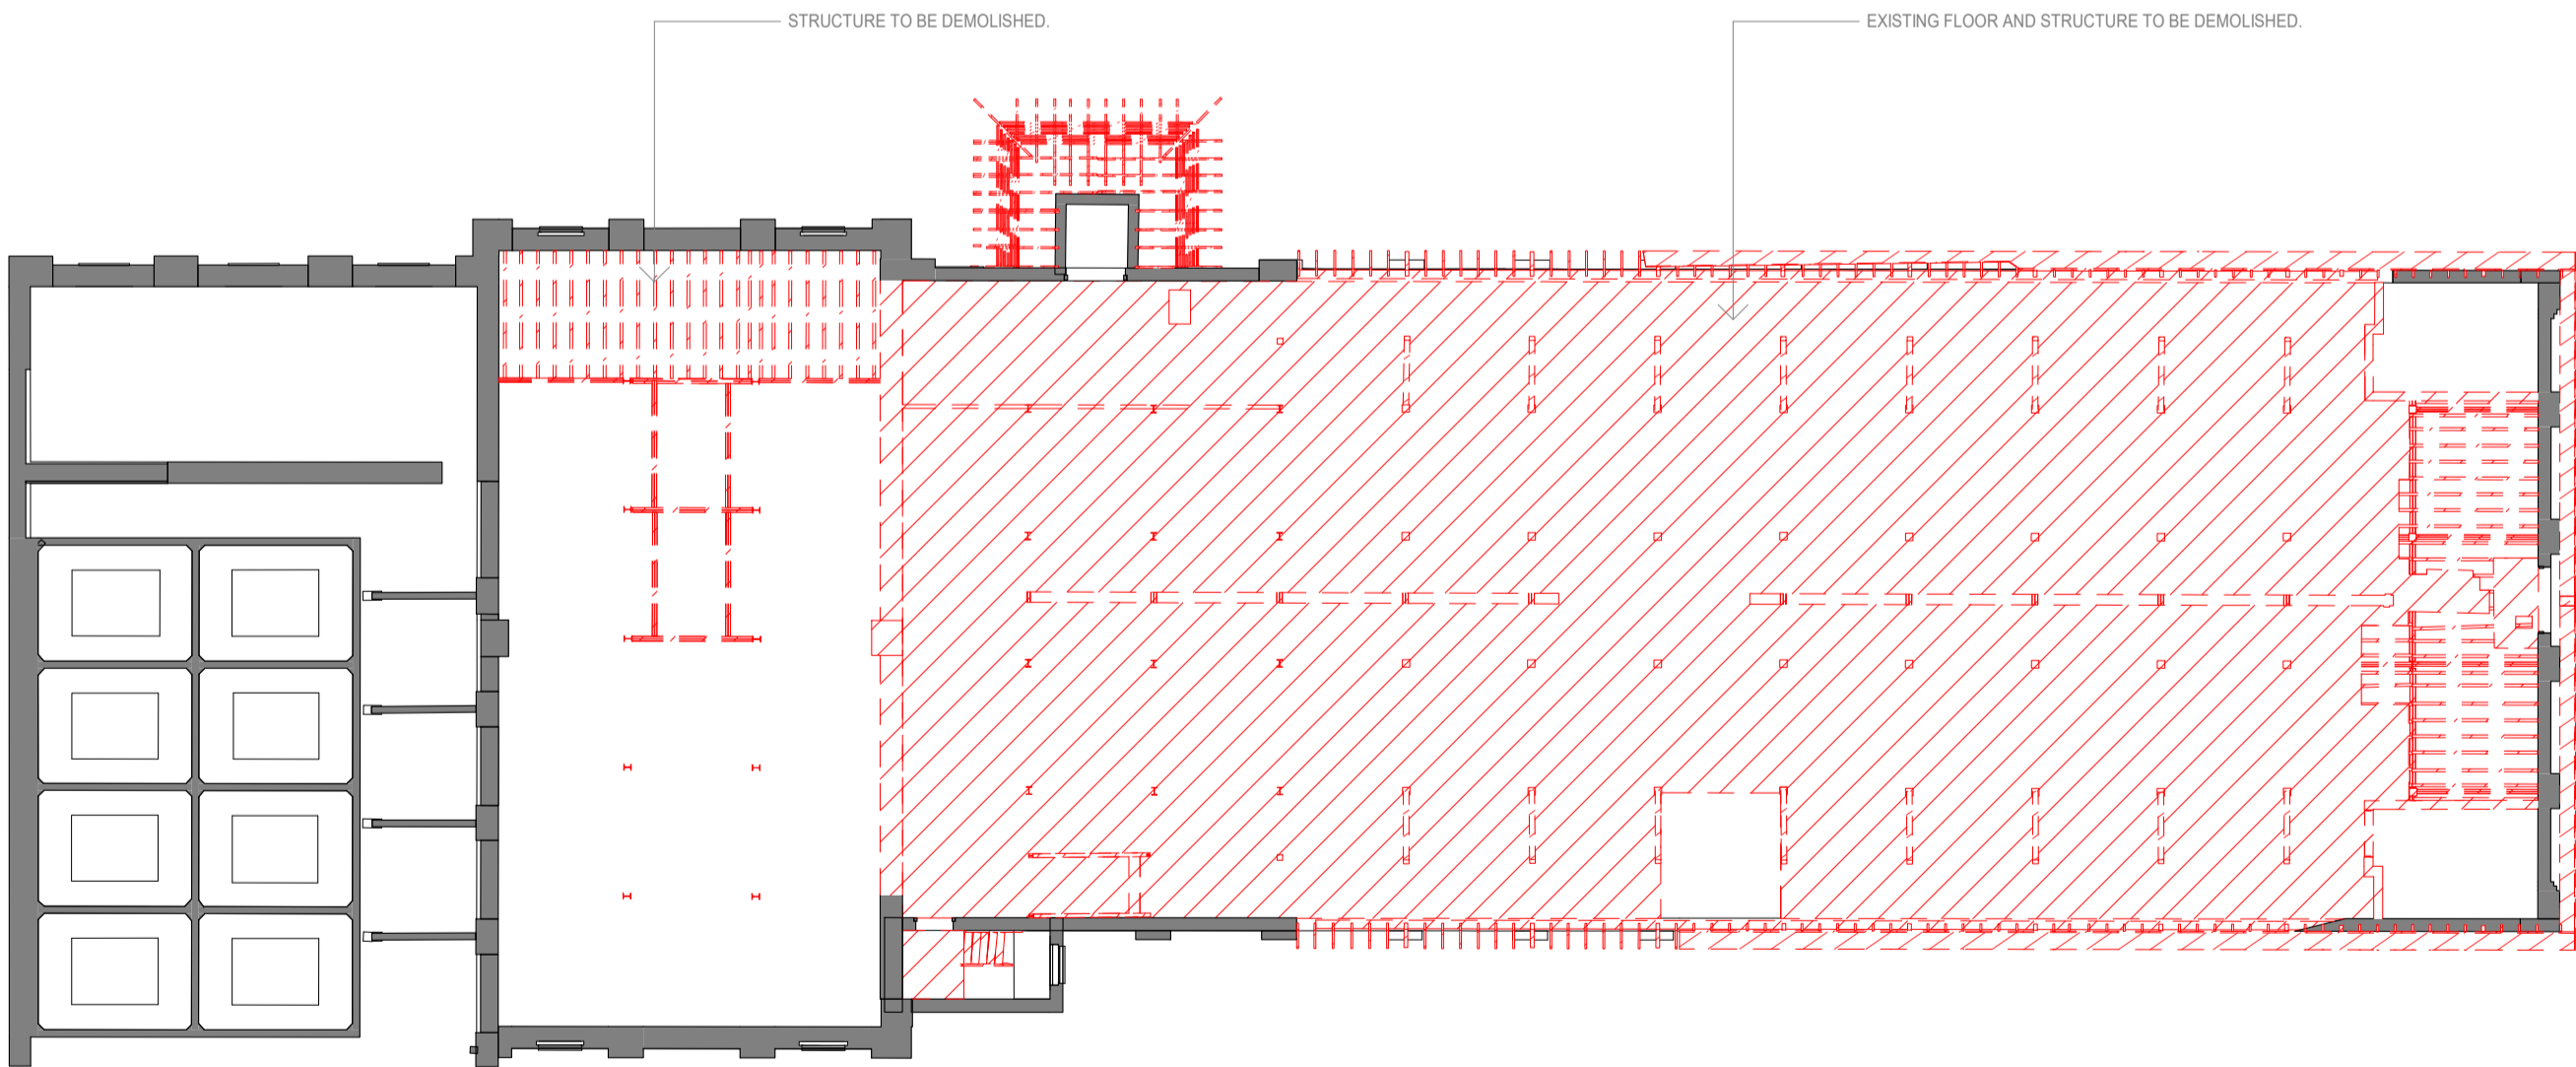 STRUCTURE TO BE DEMOLISHED.
EXISTING FLOOR AND STRUCTURE TO BE DEMOLISHED.